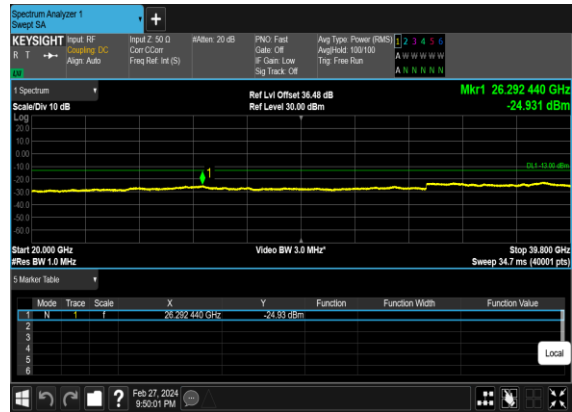 Spectrum Analyzer 1
Swept SA
+
KEYSIGHT Input: RF Input Z: 50 Ω #Atten: 20 dB PNO: Fast Avg Type: Power (RMS) 1 2 3 4 5 6
R T Coupling: DC Corr CCorr Gate: Off Avg|Hold: 100/100 A W W W W W
Align: Auto Freq Ref: Int (S) IF Gain: Low Trig: Free Run
Sig Track: Off A N N N N N
1 Spectrum Ref Lvl Offset 36.48 dB Mkr1 26.292 440 GHz
Scale/Div 10 dB Ref Level 30.00 dBm -24.931 dBm
Log
20.0
10.0
0.00
-10.0 DL1 -13.00 dBm
1
-20.0
-30.0
-40.0
-50.0
-60.0
Start 20.000 GHz Video BW 3.0 MHz* Stop 39.800 GHz
#Res BW 1.0 MHz Sweep 34.7 ms (40001 pts)
5 Marker Table
Mode Trace Scale X Y Function Function Width Function Value
1 N 1 f 26.292 440 GHz -24.93 dBm
2
3
4
5
6
Local
? Feb 27, 2024
9:50:01 PM